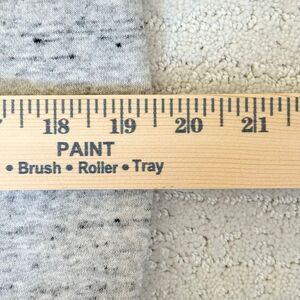 18 19 20 21
PAINT
• Brush • Roller • Tray